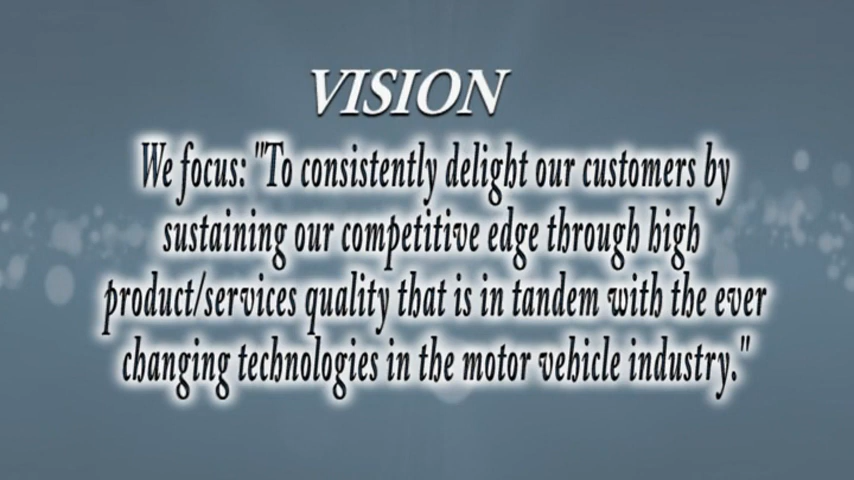 VISION
We focus: "To consistently delight our customers by
sustaining our competitive edge through high
product/services quality that is in tandem with the ever
changing technologies in the motor vehicle industry."